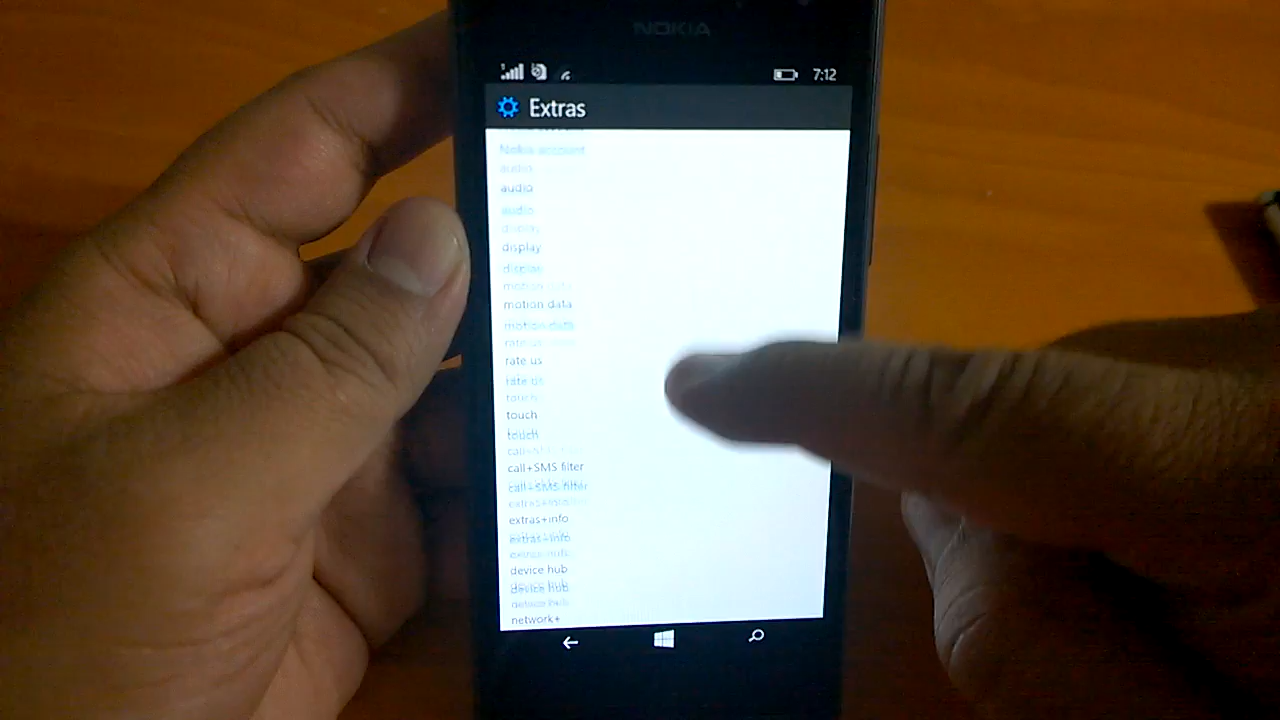 NOKIA
7:12
Extras
Nokia account
audio
display
motion data
rate us
touch
call+SMS filter
extras+info
device hub
network+